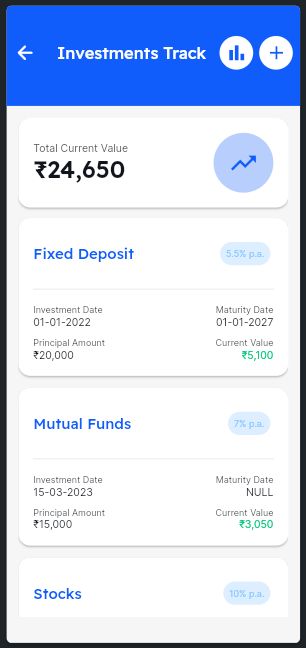 Investments Track
Total Current Value
₹24,650
Fixed Deposit
5.5% p.a.
Investment Date
Maturity Date
01-01-2022
01-01-2027
Principal Amount
Current Value
₹20,000
₹5,100
Mutual Funds
7% p.a.
Investment Date
Maturity Date
15-03-2023
NULL
Principal Amount
Current Value
₹15,000
₹3,050
Stocks
10% p.a.